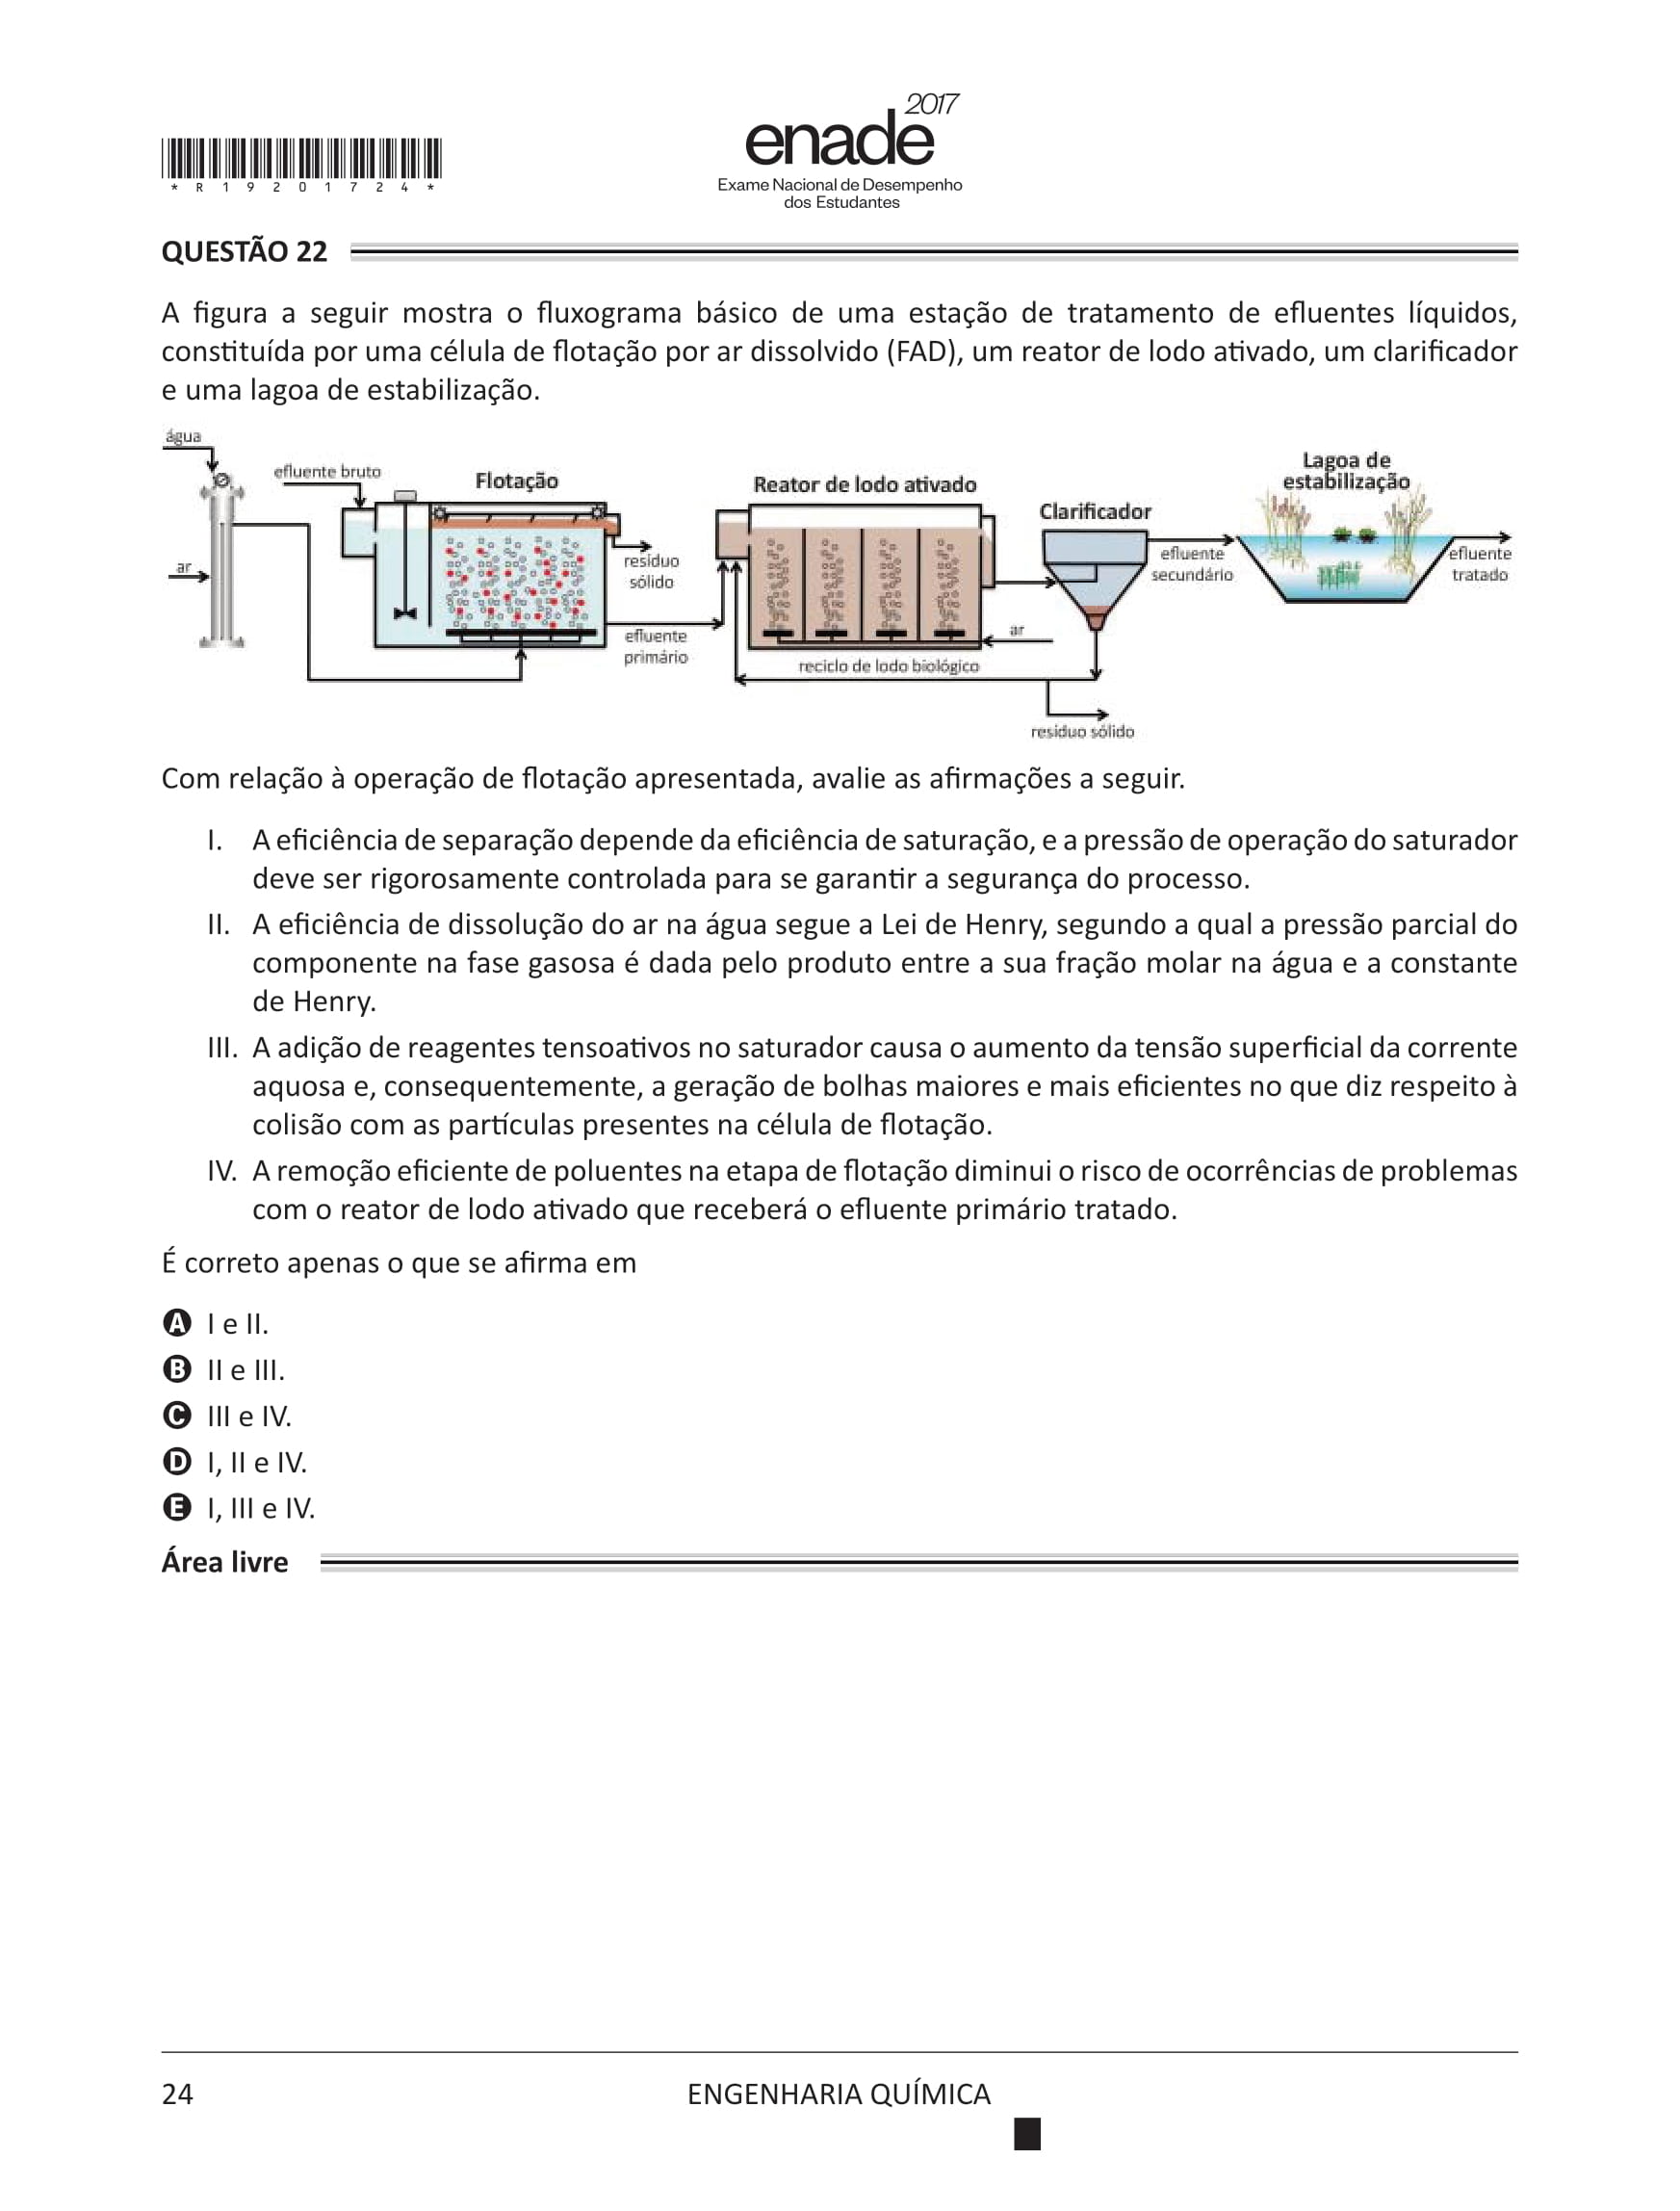 * R 1 9 2 0 1 7 2 4 *
2017
enade
Exame Nacional de Desempenho
dos Estudantes
QUESTÃO 22
A figura a seguir mostra o fluxograma básico de uma estação de tratamento de efluentes líquidos,
constituída por uma célula de flotação por ar dissolvido (FAD), um reator de lodo ativado, um clarificador
e uma lagoa de estabilização.
água
ar
efluente bruto
Flotação
resíduo
sólido
efluente
primário
Reator de lodo ativado
ar
reciclo de lodo biológico
Clarificador
efluente
secundário
resíduo sólido
Lagoa de
estabilização
efluente
tratado
Com relação à operação de flotação apresentada, avalie as afirmações a seguir.
I. A eficiência de separação depende da eficiência de saturação, e a pressão de operação do saturador
deve ser rigorosamente controlada para se garantir a segurança do processo.
II. A eficiência de dissolução do ar na água segue a Lei de Henry, segundo a qual a pressão parcial do
componente na fase gasosa é dada pelo produto entre a sua fração molar na água e a constante
de Henry.
III. A adição de reagentes tensoativos no saturador causa o aumento da tensão superficial da corrente
aquosa e, consequentemente, a geração de bolhas maiores e mais eficientes no que diz respeito à
colisão com as partículas presentes na célula de flotação.
IV. A remoção eficiente de poluentes na etapa de flotação diminui o risco de ocorrências de problemas
com o reator de lodo ativado que receberá o efluente primário tratado.
É correto apenas o que se afirma em
A I e II.
B II e III.
C III e IV.
D I, II e IV.
E I, III e IV.
Área livre
24
ENGENHARIA QUÍMICA